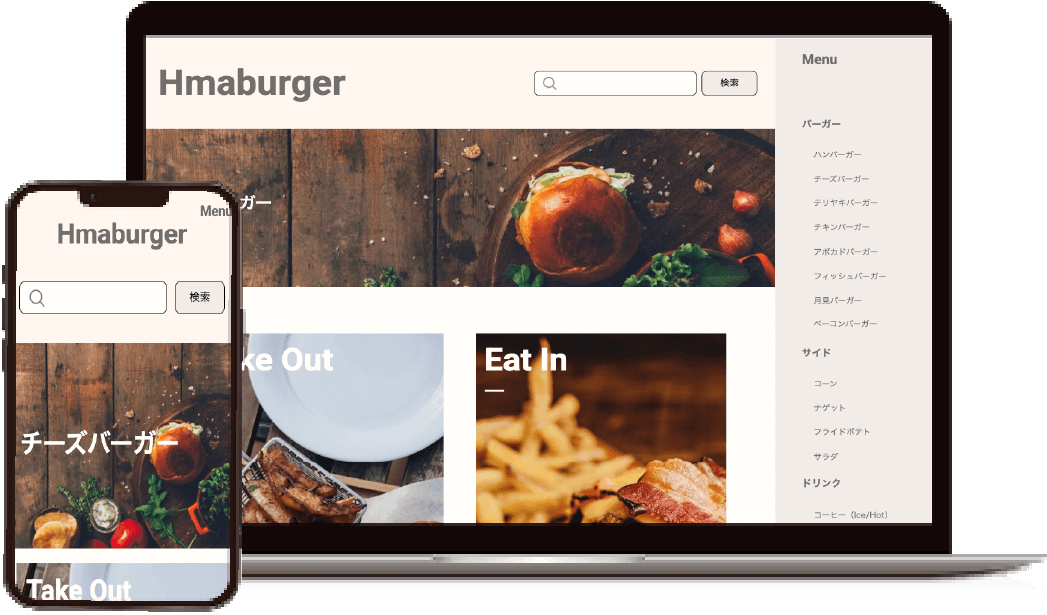 Hmaburger
検索
ガー
ke Out
Eat In
Menu
バーガー
ハンバーガー
チーズバーガー
テリヤキバーガー
チキンバーガー
アボカドバーガー
フィッシュバーガー
月見バーガー
ベーコンバーガー
サイド
コーン
ナゲット
フライドポテト
サラダ
ドリンク
コーヒー（Ice/Hot）
Menu
Hmaburger
検索
チーズバーガー
Take Out